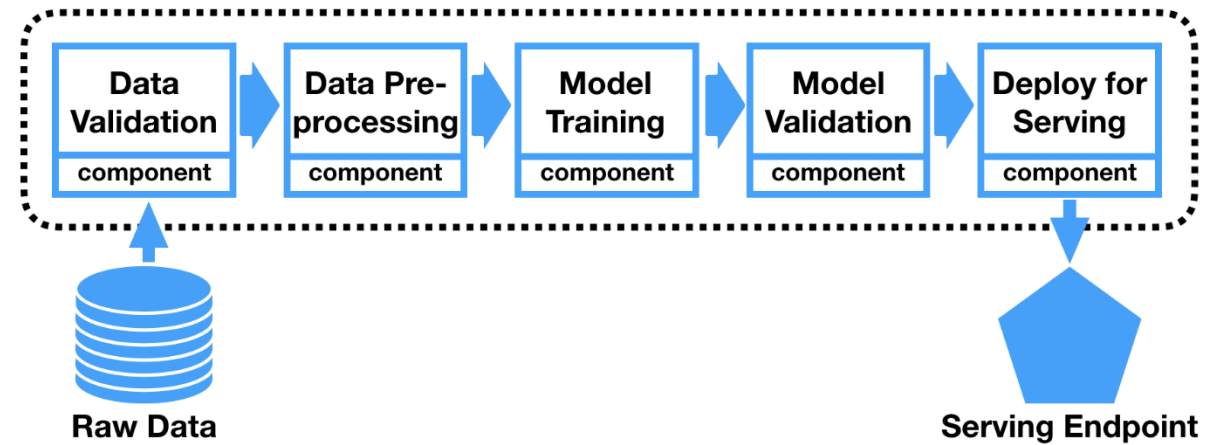 Data
Validation
component
Data Pre-
processing
component
Model
Training
component
Model
Validation
component
Deploy for
Serving
component
Raw Data
Serving Endpoint